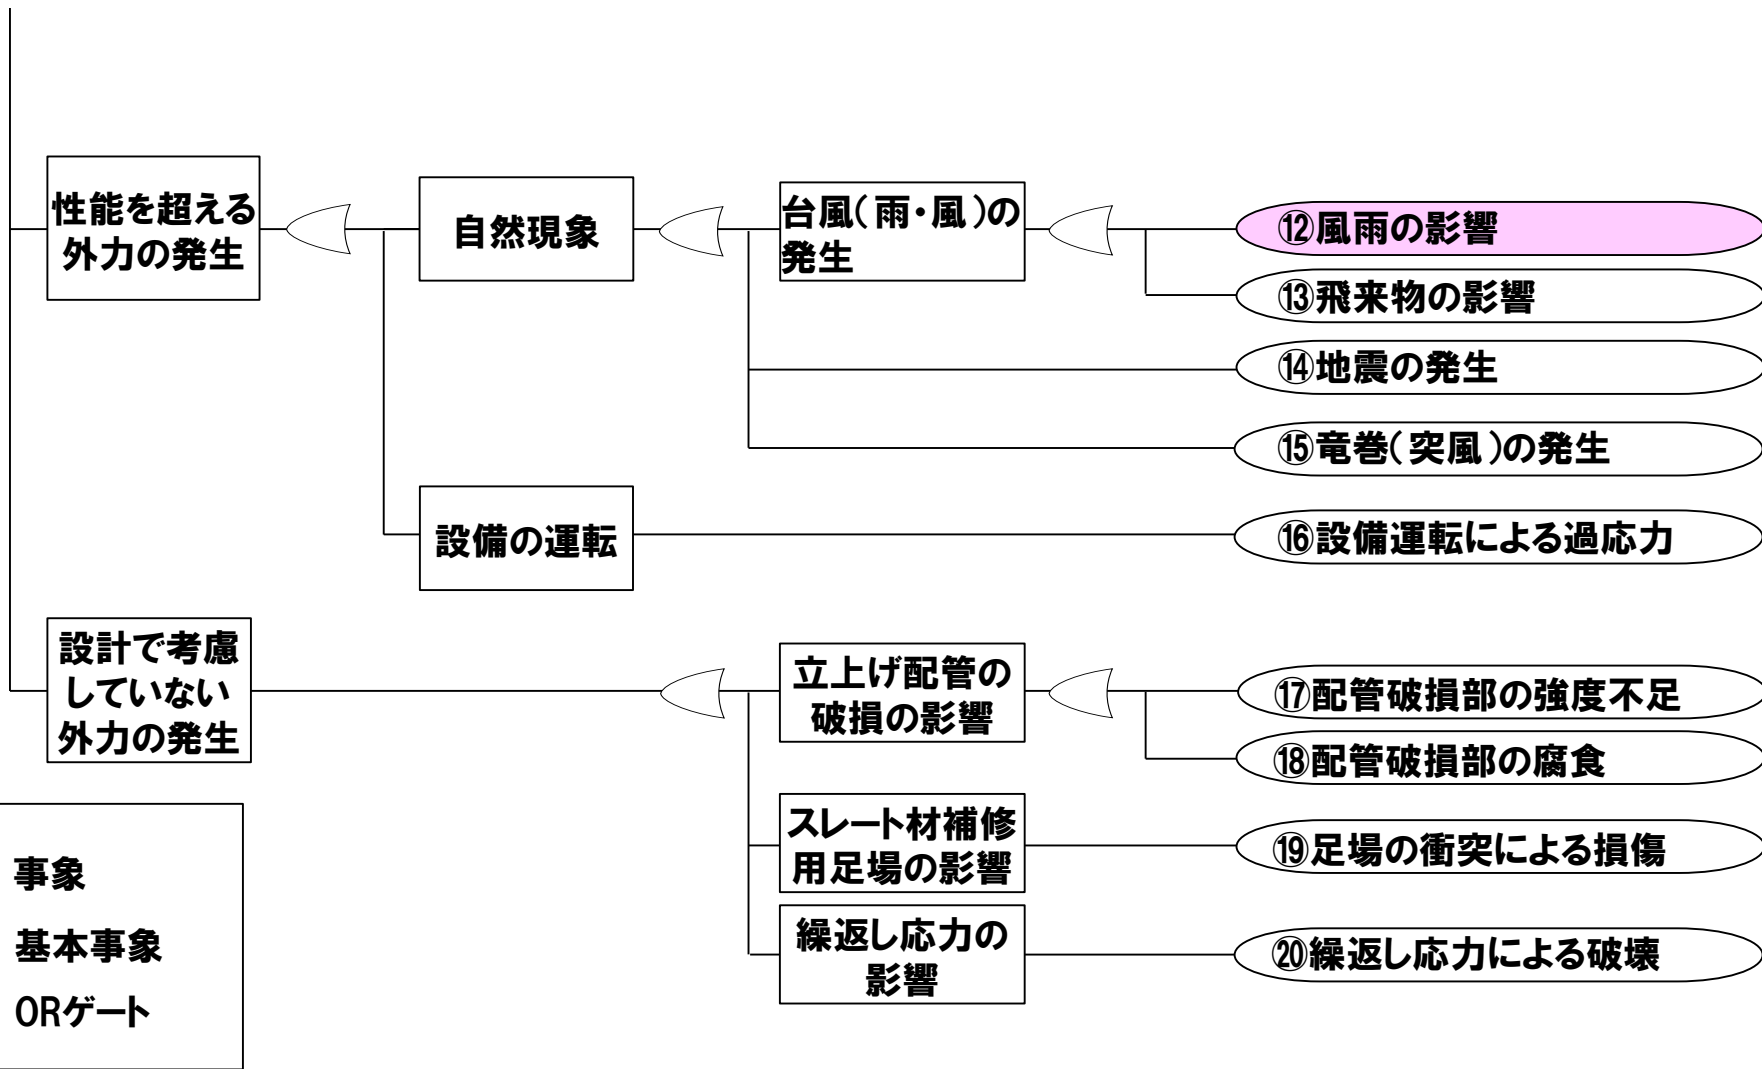 性能を超える
外力の発生
自然現象
台風(雨・風)の
発生
⑫風雨の影響
⑬飛来物の影響
⑭地震の発生
⑮竜巻(突風)の発生
設備の運転
⑯設備運転による過応力
設計で考慮
していない
外力の発生
立上げ配管の
破損の影響
⑰配管破損部の強度不足
⑱配管破損部の腐食
スレート材補修
用足場の影響
⑲足場の衝突による損傷
繰返し応力の
影響
⑳繰返し応力による破壊
事象
基本事象
ORゲート